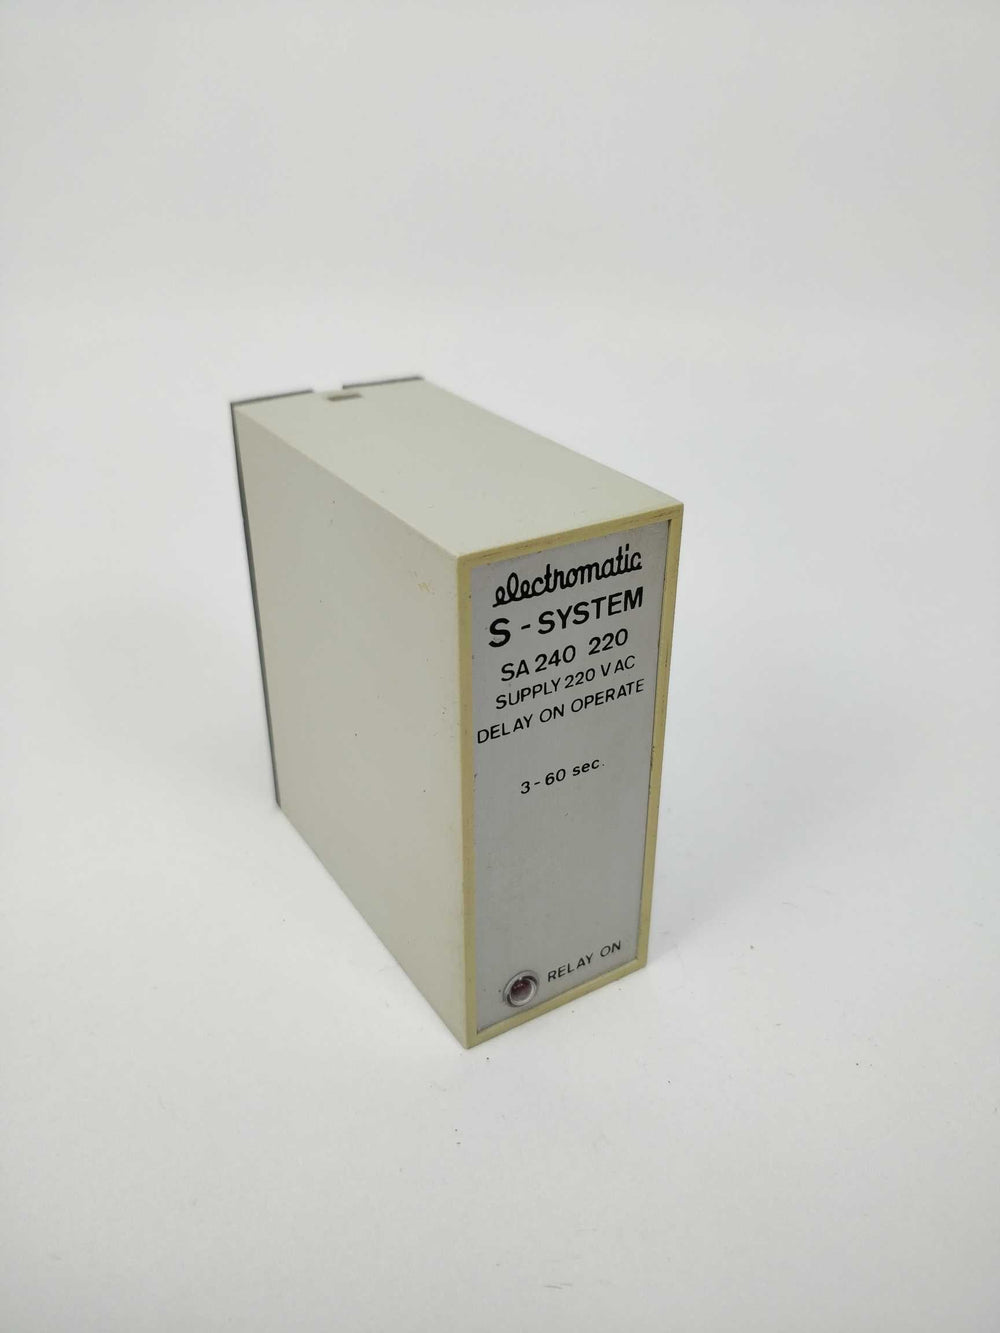 electromatic
S - SYSTEM
SA 240 220
SUPPLY 220 V AC
DELAY ON OPERATE
3 - 60 sec.
RELAY ON